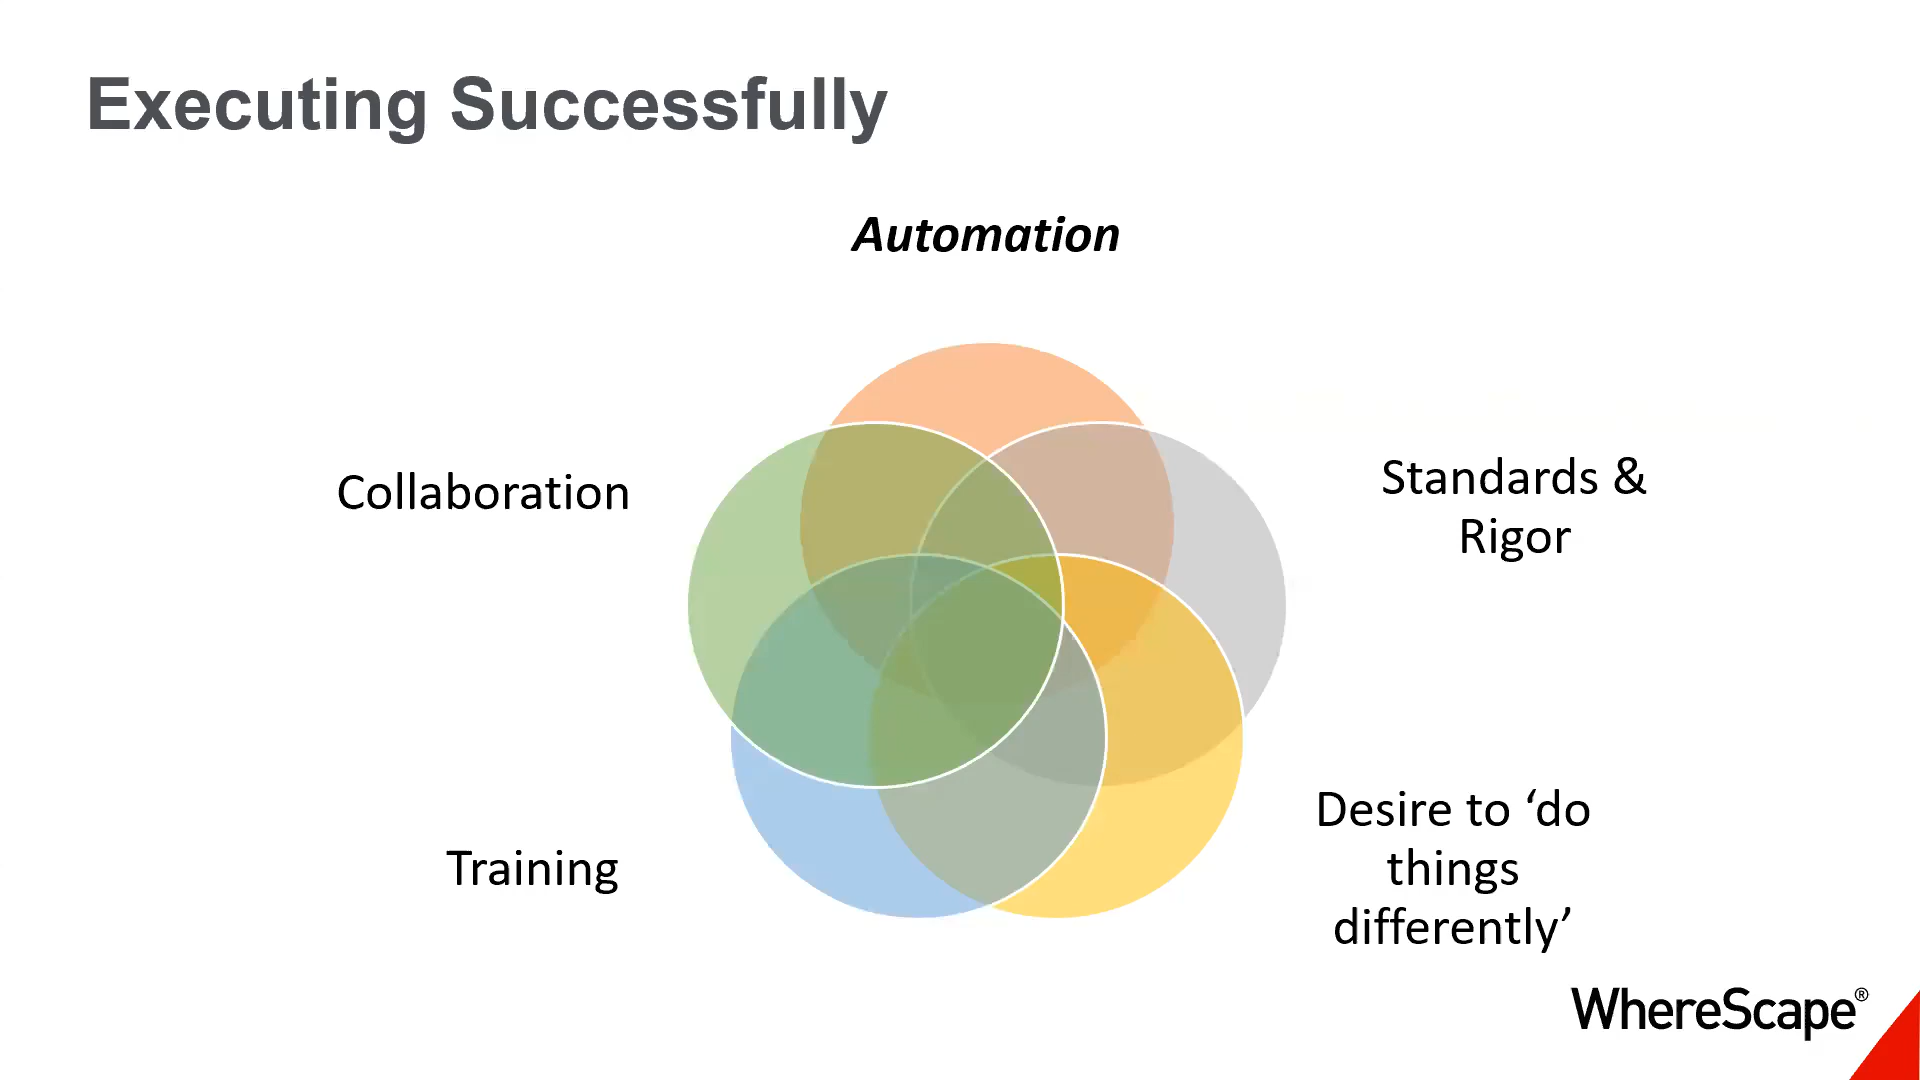 Executing Successfully
Automation
Collaboration
Standards &
Rigor
Training
Desire to ‘do
things
differently’
WhereScape®